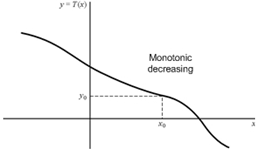 y = T(x)
Monotonic
decreasing
y₀
x₀
x